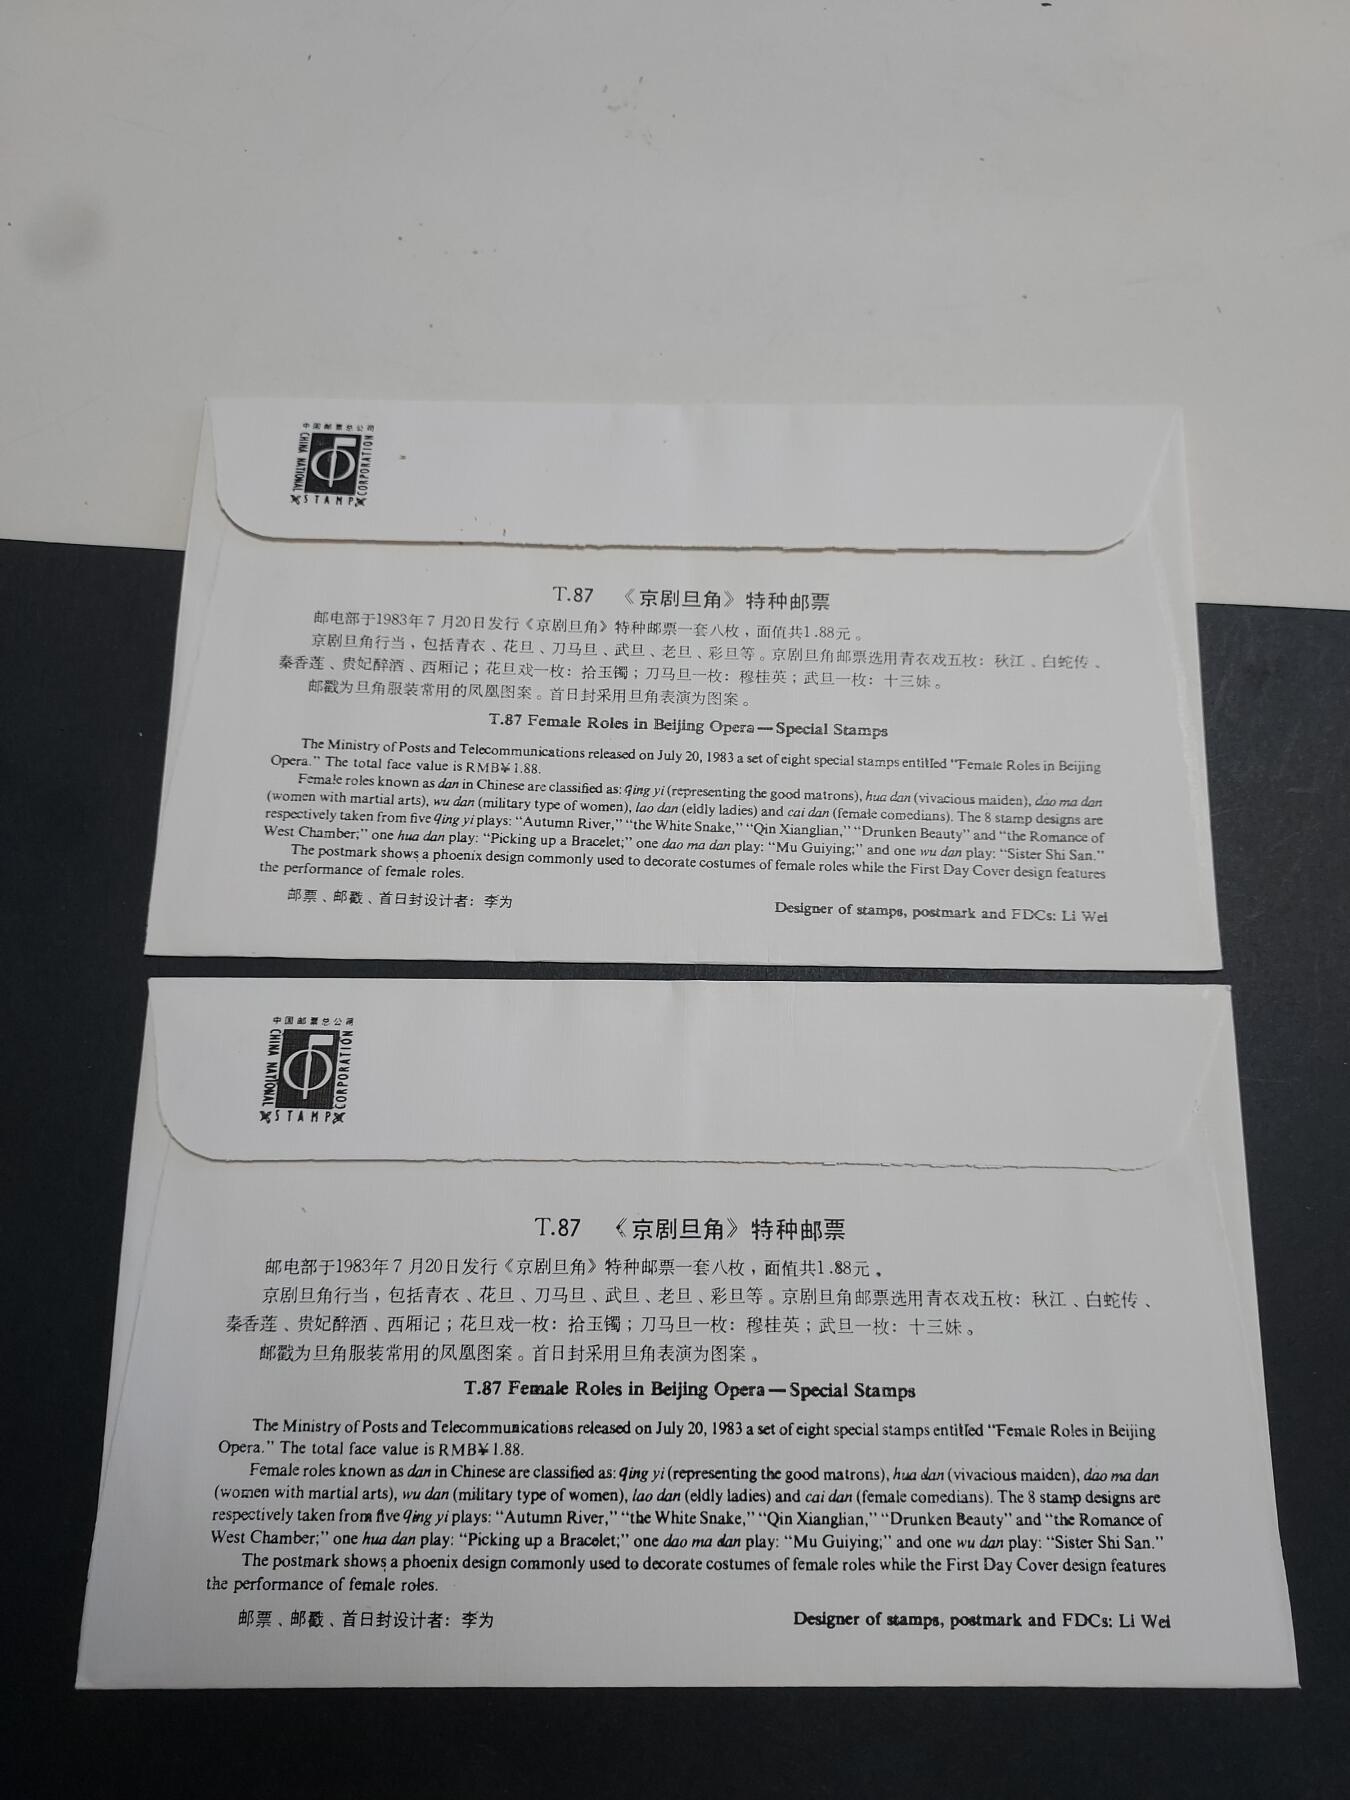 中国邮票总公司
CHINA NATIONAL
STAMP
CORPORATION
T.87 《京剧旦角》特种邮票
邮电部于1983年7月20日发行《京剧旦角》特种邮票一套八枚，面值共1.88元。
京剧旦角行当，包括青衣、花旦、刀马旦、武旦、老旦、彩旦等。京剧旦角邮票选用青衣戏五枚：秋江、白蛇传、
秦香莲、贵妃醉酒、西厢记；花旦戏一枚：拾玉镯；刀马旦一枚：穆桂英；武旦一枚：十三妹。
邮戳为旦角服装常用的凤凰图案。首日封采用旦角表演为图案。
T.87 Female Roles in Beijing Opera—Special Stamps
The Ministry of Posts and Telecommunications released on July 20, 1983 a set of eight special stamps entitled "Female Roles in Beijing
Opera." The total face value is RMB¥1.88.
Female roles known as dan in Chinese are classified as: qing yi (representing the good matrons), hua dan (vivacious maiden), dao ma dan
(women with martial arts), wu dan (military type of women), lao dan (eldly ladies) and cai dan (female comedians). The 8 stamp designs are
respectively taken from five qing yi plays: "Autumn River," "the White Snake," "Qin Xianglian," "Drunken Beauty" and "the Romance of
West Chamber;" one hua dan play: "Picking up a Bracelet;" one dao ma dan play: "Mu Guiying;" and one wu dan play: "Sister Shi San."
The postmark shows a phoenix design commonly used to decorate costumes of female roles while the First Day Cover design features
the performance of female roles.
邮票、邮戳、首日封设计者：李为
Designer of stamps, postmark and FDCs: Li Wei
中国邮票总公司
CHINA NATIONAL
STAMP
CORPORATION
T.87 《京剧旦角》特种邮票
邮电部于1983年7月20日发行《京剧旦角》特种邮票一套八枚，面值共1.88元。
京剧旦角行当，包括青衣、花旦、刀马旦、武旦、老旦、彩旦等。京剧旦角邮票选用青衣戏五枚：秋江、白蛇传、
秦香莲、贵妃醉酒、西厢记；花旦戏一枚：拾玉镯；刀马旦一枚：穆桂英；武旦一枚：十三妹。
邮戳为旦角服装常用的凤凰图案。首日封采用旦角表演为图案。
T.87 Female Roles in Beijing Opera—Special Stamps
The Ministry of Posts and Telecommunications released on July 20, 1983 a set of eight special stamps entitled "Female Roles in Beijing
Opera." The total face value is RMB¥1.88.
Female roles known as dan in Chinese are classified as: qing yi (representing the good matrons), hua dan (vivacious maiden), dao ma dan
(women with martial arts), wu dan (military type of women), lao dan (eldly ladies) and cai dan (female comedians). The 8 stamp designs are
respectively taken from five qing yi plays: "Autumn River," "the White Snake," "Qin Xianglian," "Drunken Beauty" and "the Romance of
West Chamber;" one hua dan play: "Picking up a Bracelet;" one dao ma dan play: "Mu Guiying;" and one wu dan play: "Sister Shi San."
The postmark shows a phoenix design commonly used to decorate costumes of female roles while the First Day Cover design features
the performance of female roles.
邮票、邮戳、首日封设计者：李为
Designer of stamps, postmark and FDCs: Li Wei